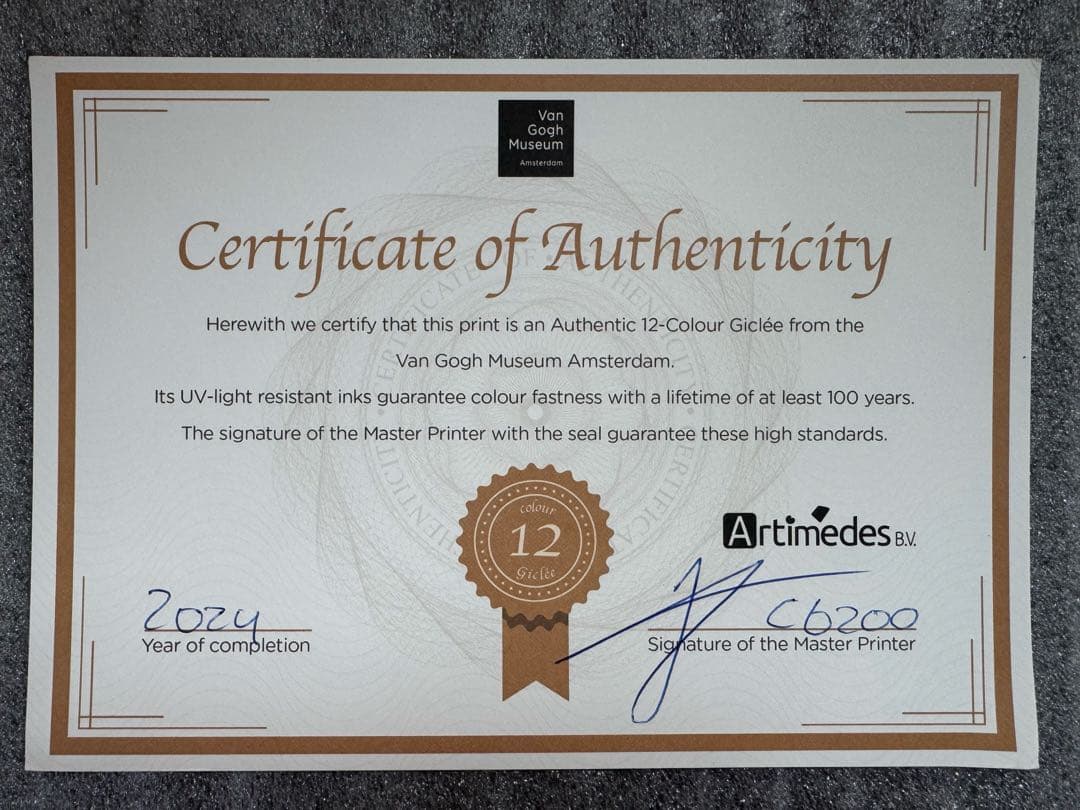 Van
Gogh
Museum
Amsterdam
Certificate of Authenticity
Herewith we certify that this print is an Authentic 12-Colour Giclée from the
Van Gogh Museum Amsterdam.
Its UV-light resistant inks guarantee colour fastness with a lifetime of at least 100 years.
The signature of the Master Printer with the seal guarantee these high standards.
colour
12
Giclée
Artimedes B.V.
2024
Year of completion
C6200
Signature of the Master Printer